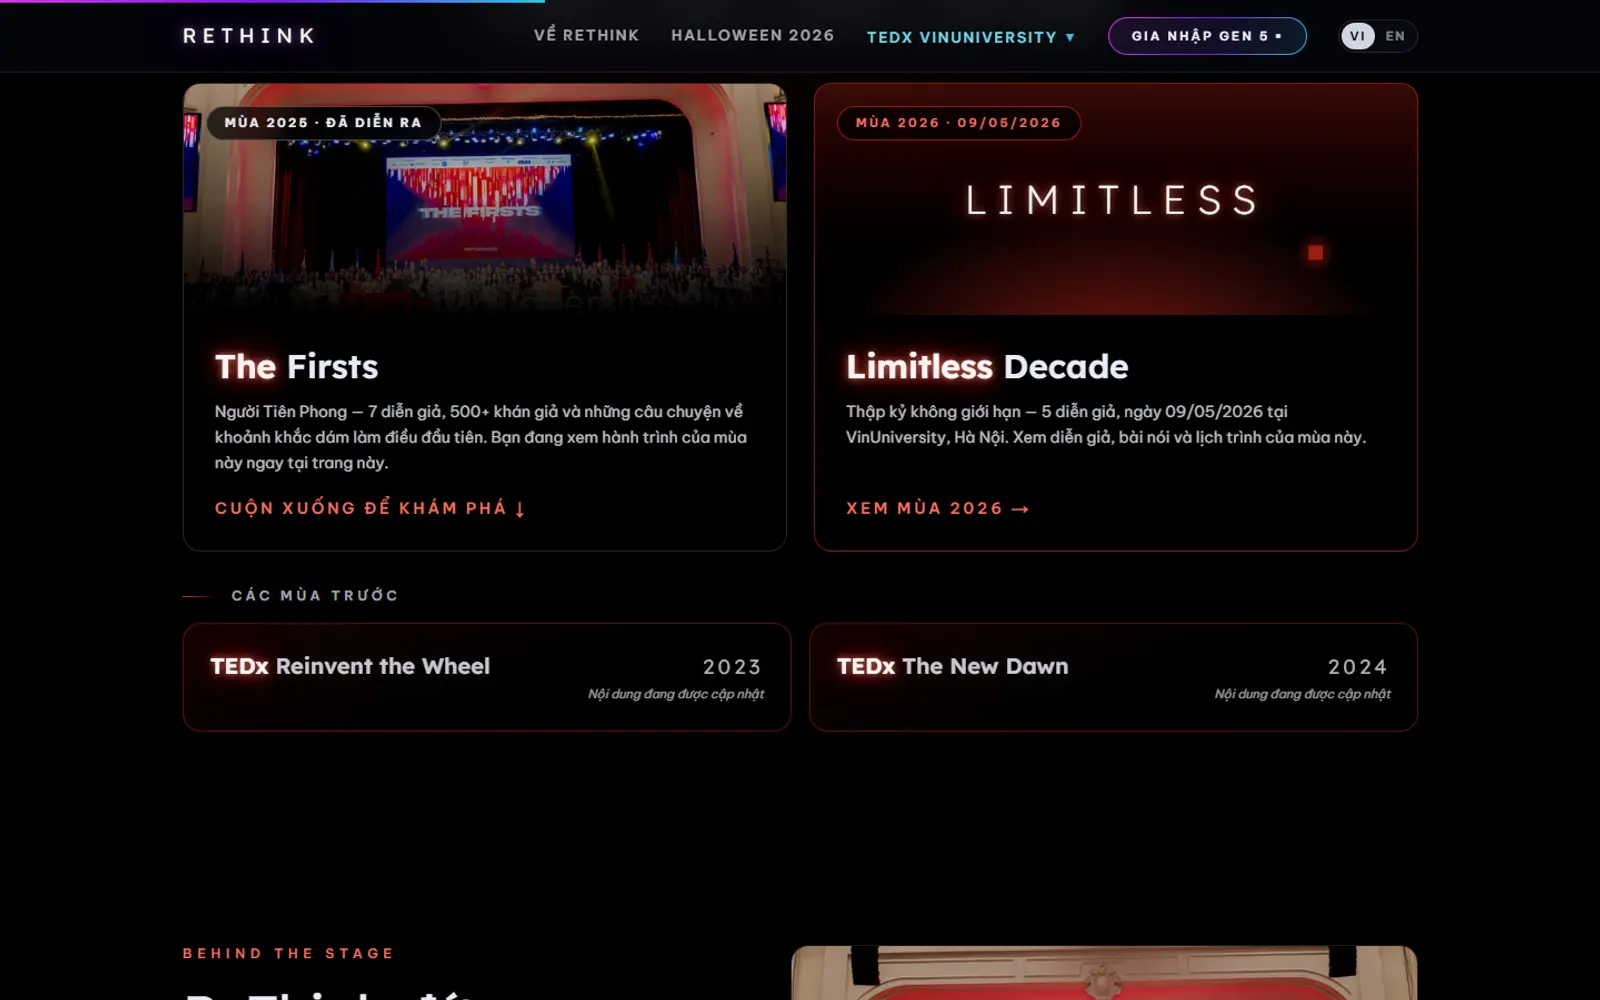 RETHINK
VỀ RETHINK
HALLOWEEN 2026
TEDX VINUNIVERSITY ▼
GIA NHẬP GEN 5 ▪
VI EN
MÙA 2025 · ĐÃ DIỄN RA
THE FIRSTS
The Firsts
Người Tiên Phong — 7 diễn giả, 500+ khán giả và những câu chuyện về
khoảnh khắc dám làm điều đầu tiên. Bạn đang xem hành trình của mùa
này ngay tại trang này.
CUỘN XUỐNG ĐỂ KHÁM PHÁ ↓
MÙA 2026 · 09/05/2026
LIMITLESS
Limitless Decade
Thập kỷ không giới hạn — 5 diễn giả, ngày 09/05/2026 tại
VinUniversity, Hà Nội. Xem diễn giả, bài nói và lịch trình của mùa này.
XEM MÙA 2026 →
CÁC MÙA TRƯỚC
TEDx Reinvent the Wheel
2023
Nội dung đang được cập nhật
TEDx The New Dawn
2024
Nội dung đang được cập nhật
BEHIND THE STAGE